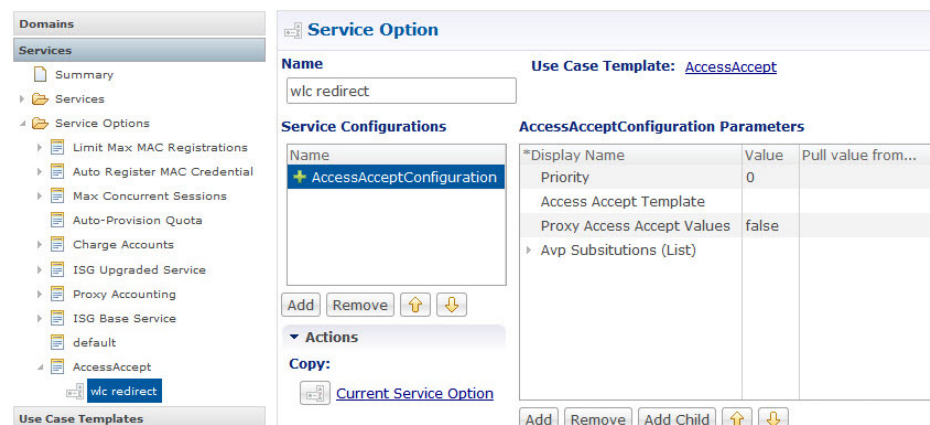 Domains
Services
Summary
Services
Service Options
Limit Max MAC Registrations
Auto Register MAC Credential
Max Concurrent Sessions
Auto-Provision Quota
Charge Accounts
ISG Upgraded Service
Proxy Accounting
ISG Base Service
default
AccessAccept
wlc redirect
Use Case Templates
Service Option
Name
Use Case Template: AccessAccept
wlc redirect
Service Configurations
Name
AccessAcceptConfiguration
Add Remove
Actions
Copy:
Current Service Option
AccessAcceptConfiguration Parameters
*Display Name Value Pull value from...
Priority 0
Access Accept Template
Proxy Access Accept Values false
Avp Subsitutions (List)
Add Remove Add Child